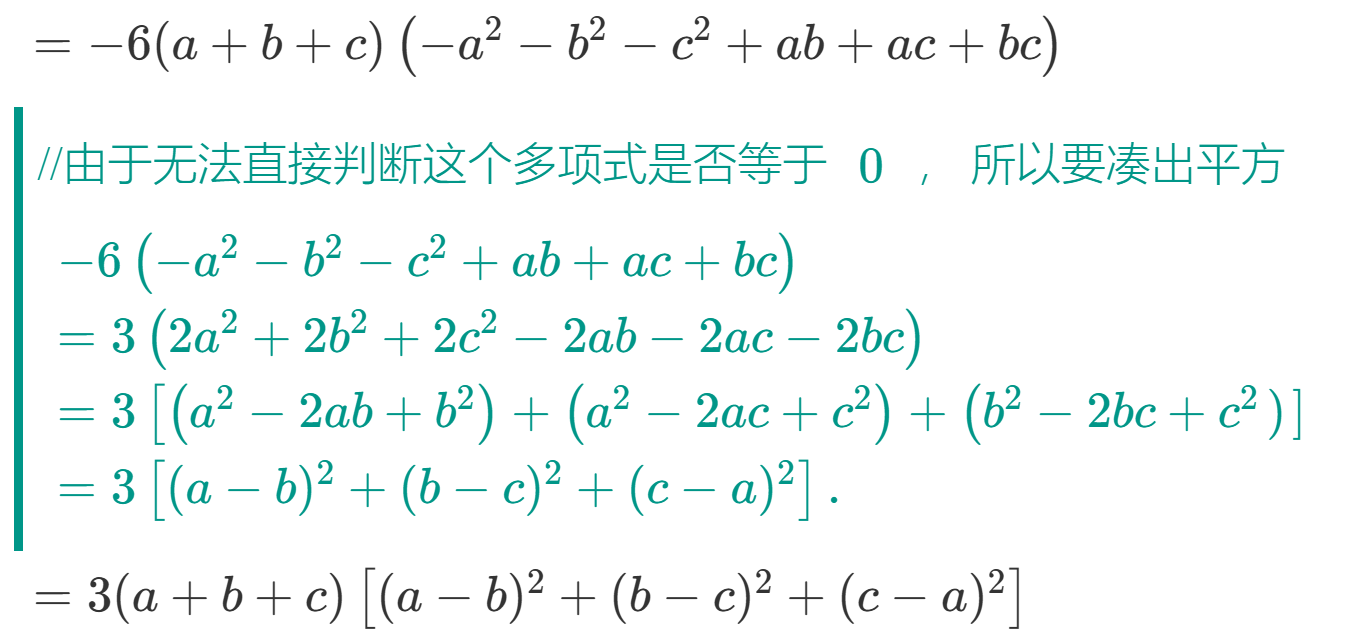 = −6(a + b + c) (−a² − b² − c² + ab + ac + bc)
//由于无法直接判断这个多项式是否等于 0 , 所以要凑出平方
−6 (−a² − b² − c² + ab + ac + bc)
= 3 (2a² + 2b² + 2c² − 2ab − 2ac − 2bc)
= 3 [(a² − 2ab + b²) + (a² − 2ac + c²) + (b² − 2bc + c² )]
= 3 [(a − b)² + (b − c)² + (c − a)²] .
= 3(a + b + c) [(a − b)² + (b − c)² + (c − a)²]